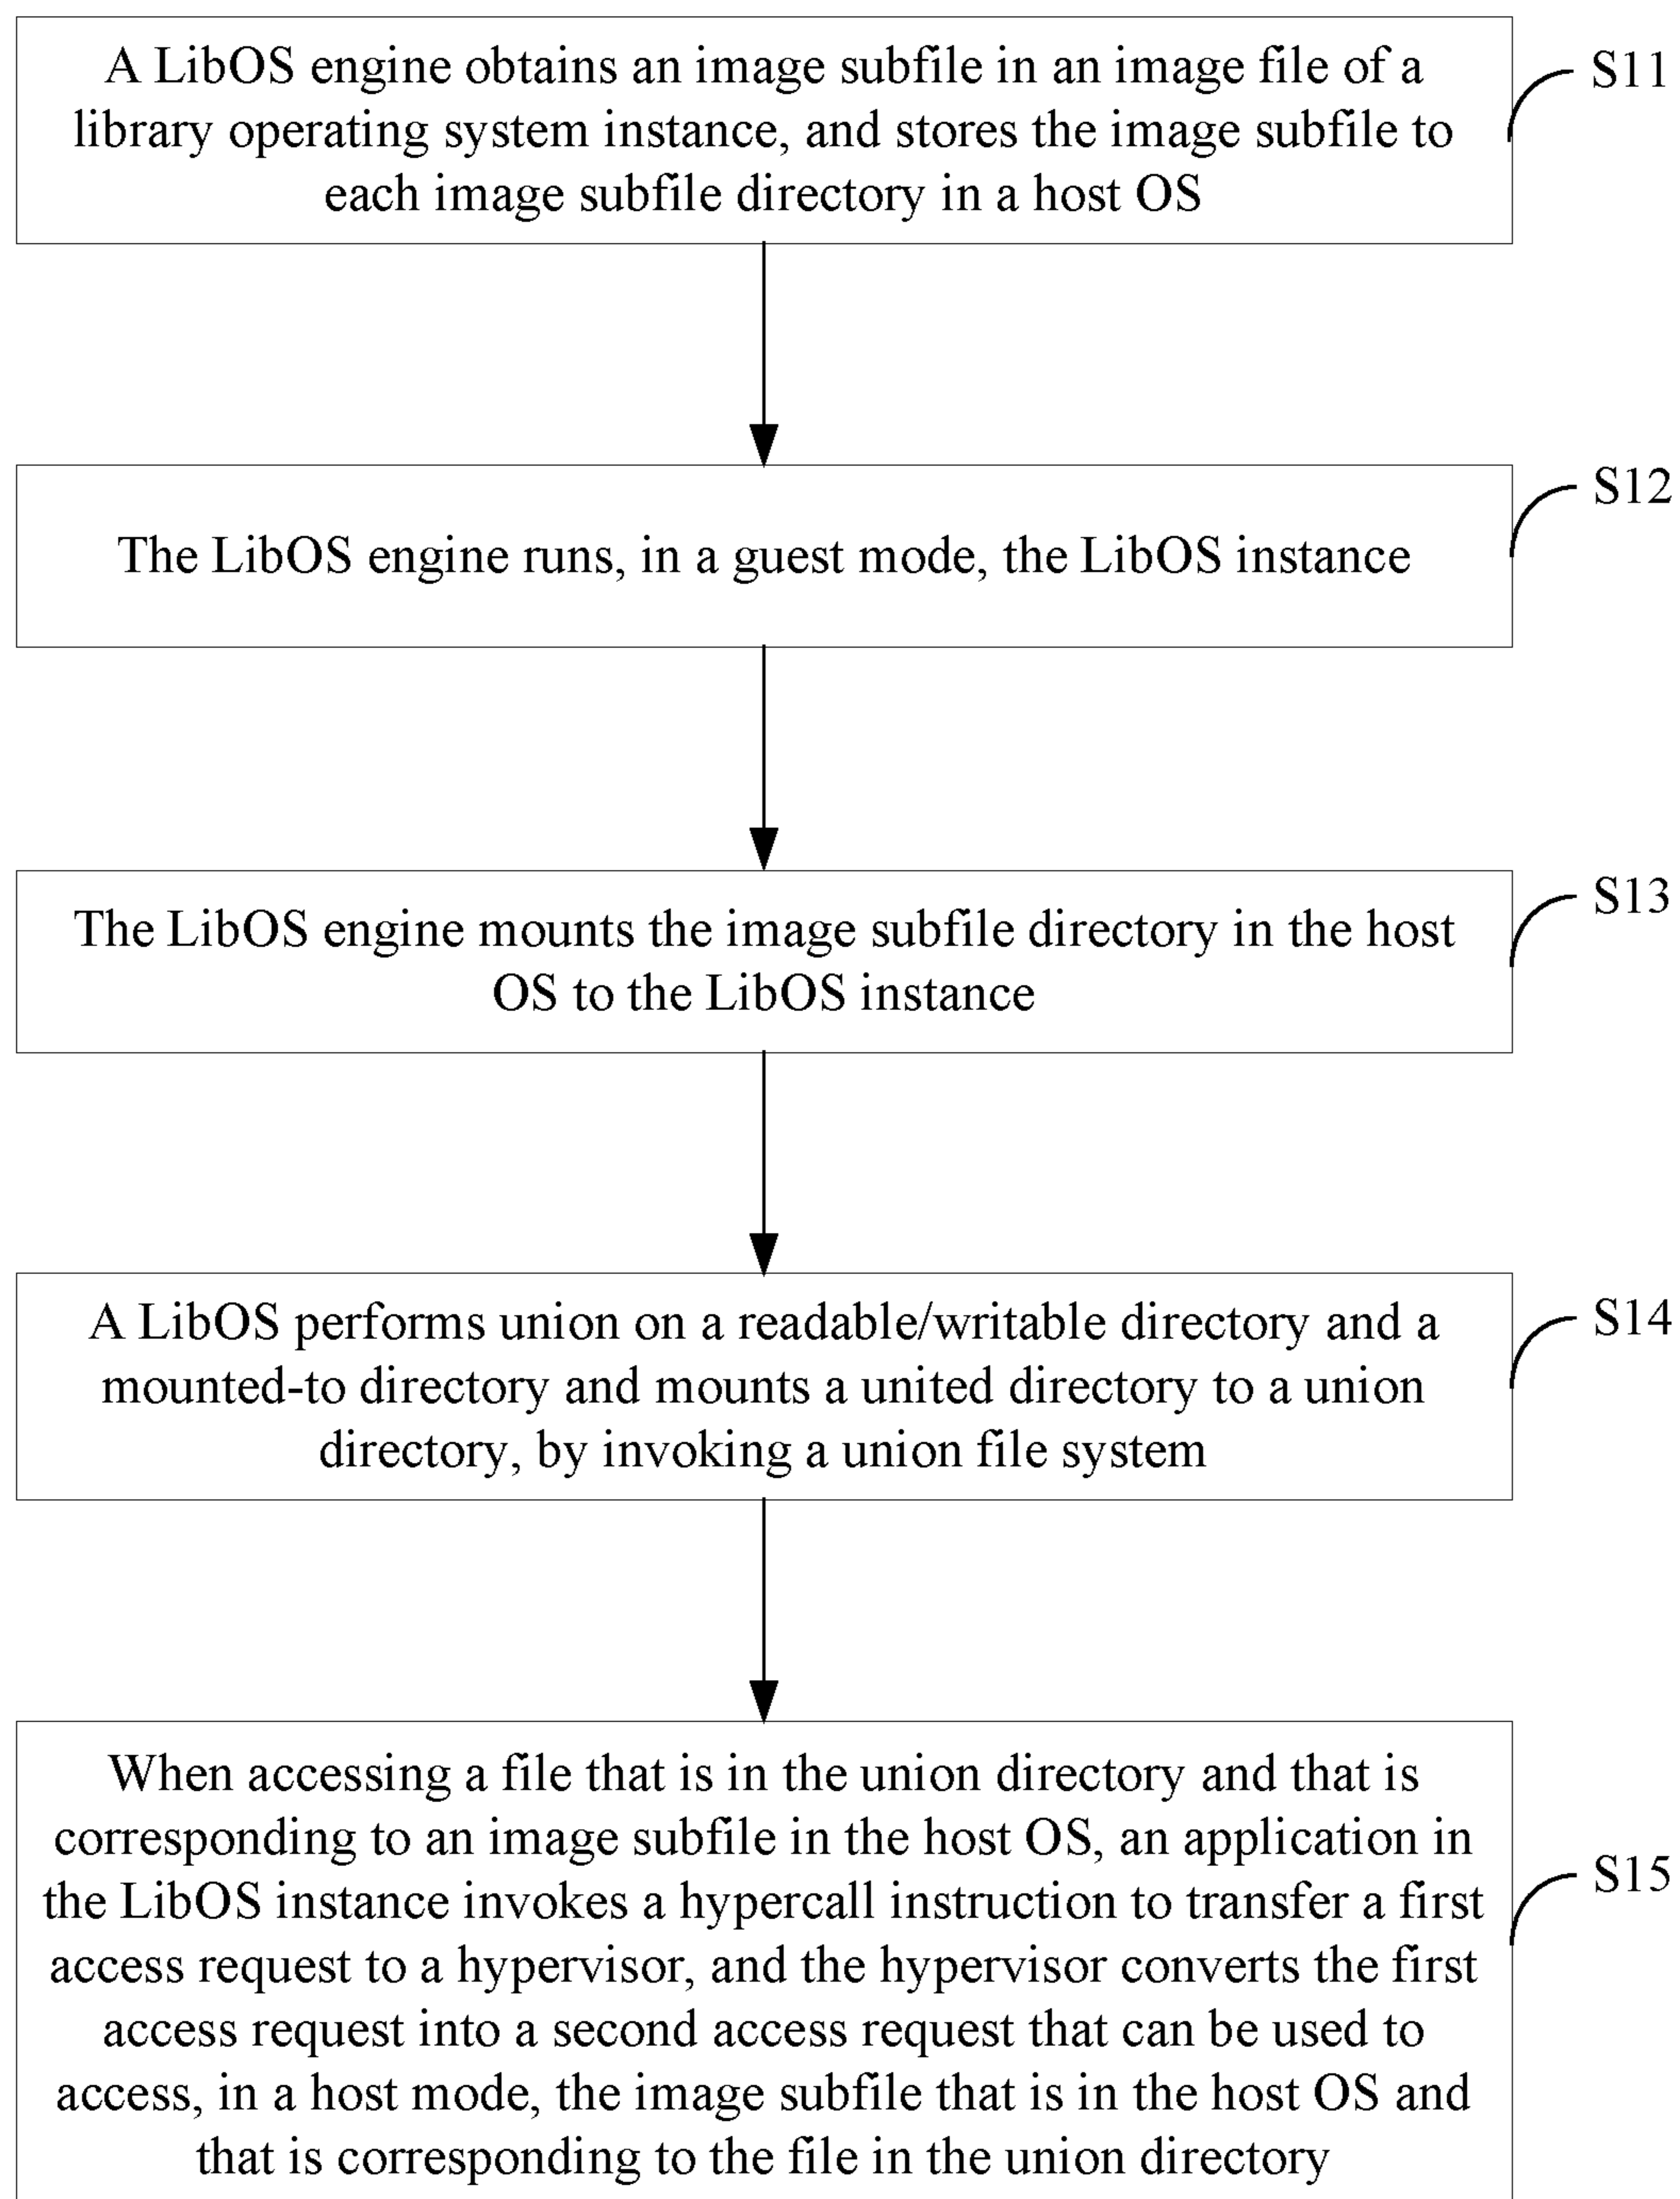 A LibOS engine obtains an image subfile in an image file of a
library operating system instance, and stores the image subfile to
each image subfile directory in a host OS
S11
The LibOS engine runs, in a guest mode, the LibOS instance
S12
The LibOS engine mounts the image subfile directory in the host
OS to the LibOS instance
S13
A LibOS performs union on a readable/writable directory and a
mounted-to directory and mounts a united directory to a union
directory, by invoking a union file system
S14
When accessing a file that is in the union directory and that is
corresponding to an image subfile in the host OS, an application in
the LibOS instance invokes a hypercall instruction to transfer a first
access request to a hypervisor, and the hypervisor converts the first
access request into a second access request that can be used to
access, in a host mode, the image subfile that is in the host OS and
that is corresponding to the file in the union directory
S15